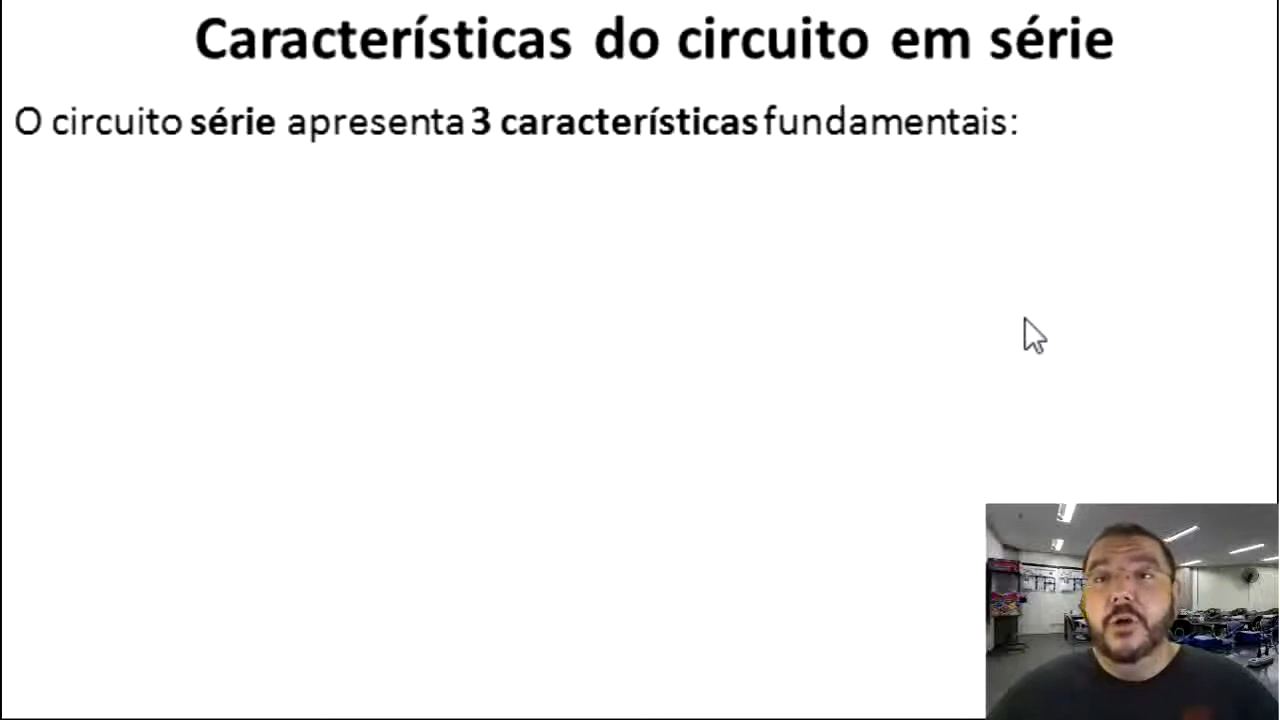 Características do circuito em série
O circuito série apresenta 3 características fundamentais: